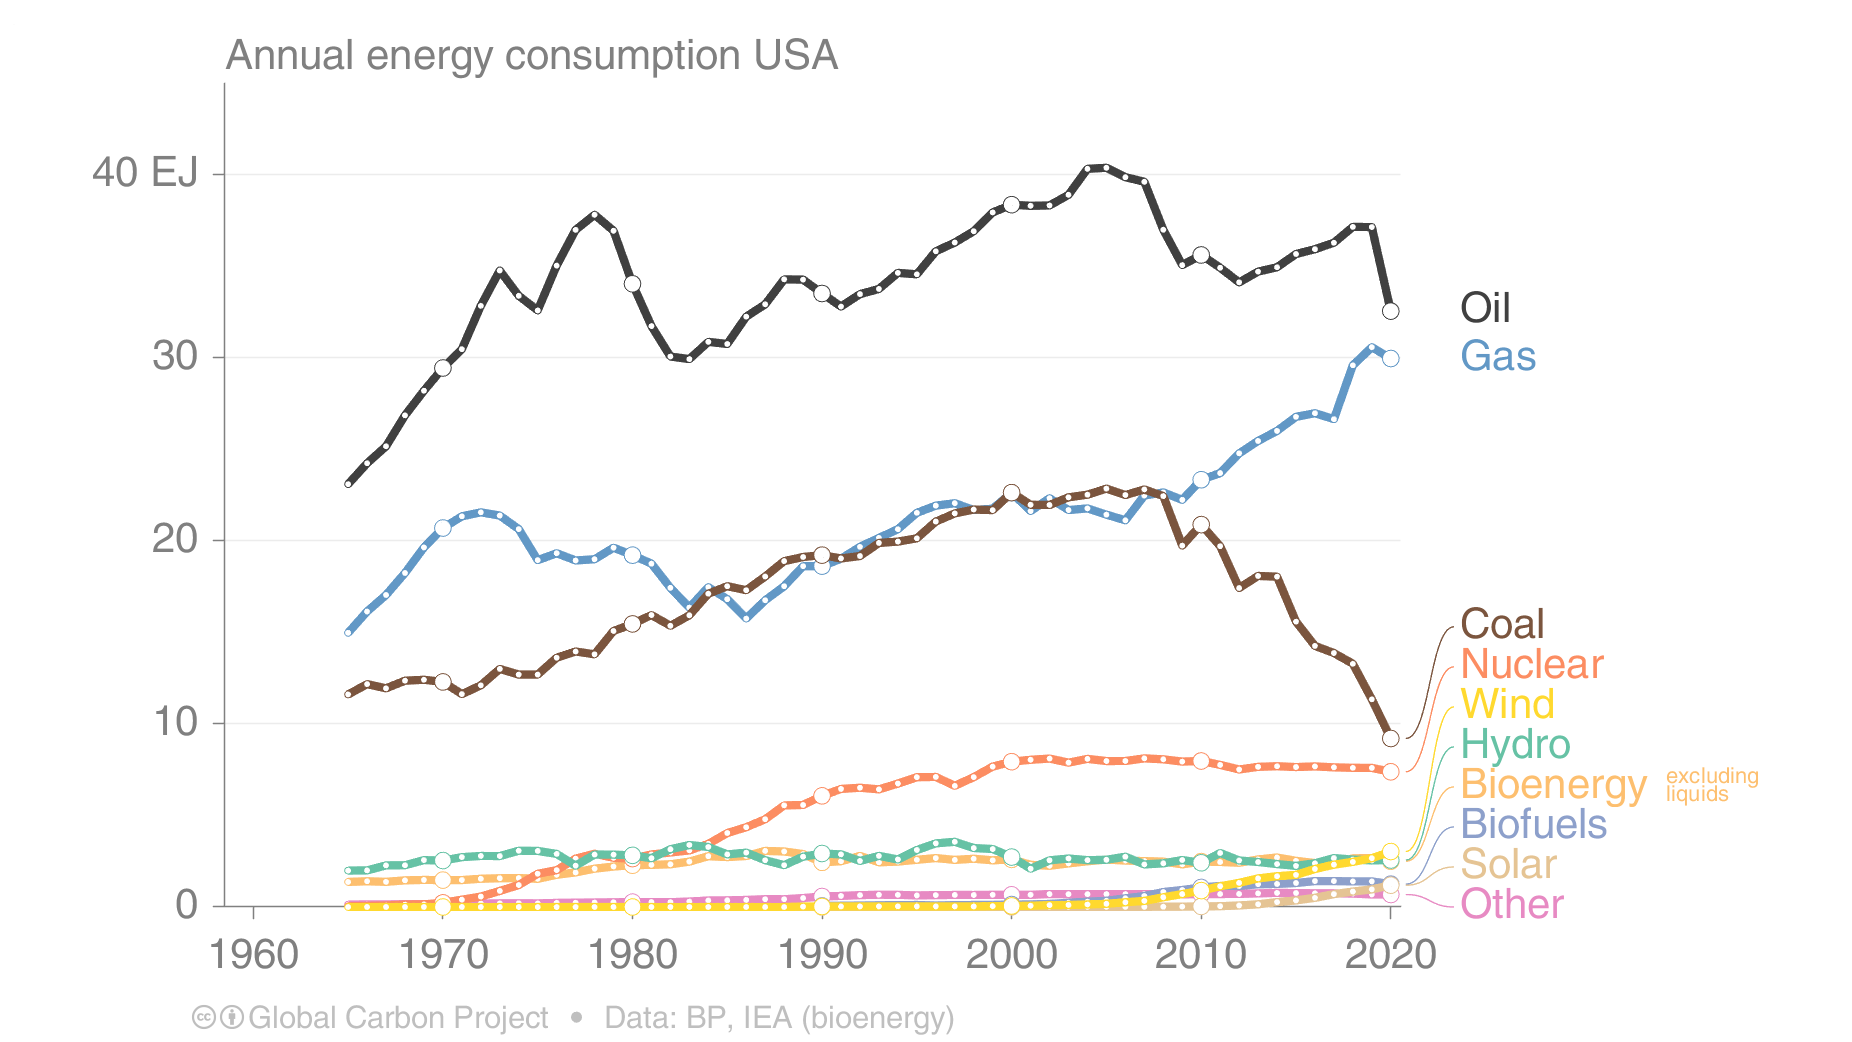 Annual energy consumption USA
40 EJ
30
20
10
0
1960 1970 1980 1990 2000 2010 2020
Oil
Gas
Coal
Nuclear
Wind
Hydro
Bioenergy excluding
liquids
Biofuels
Solar
Other
cc Global Carbon Project • Data: BP, IEA (bioenergy)